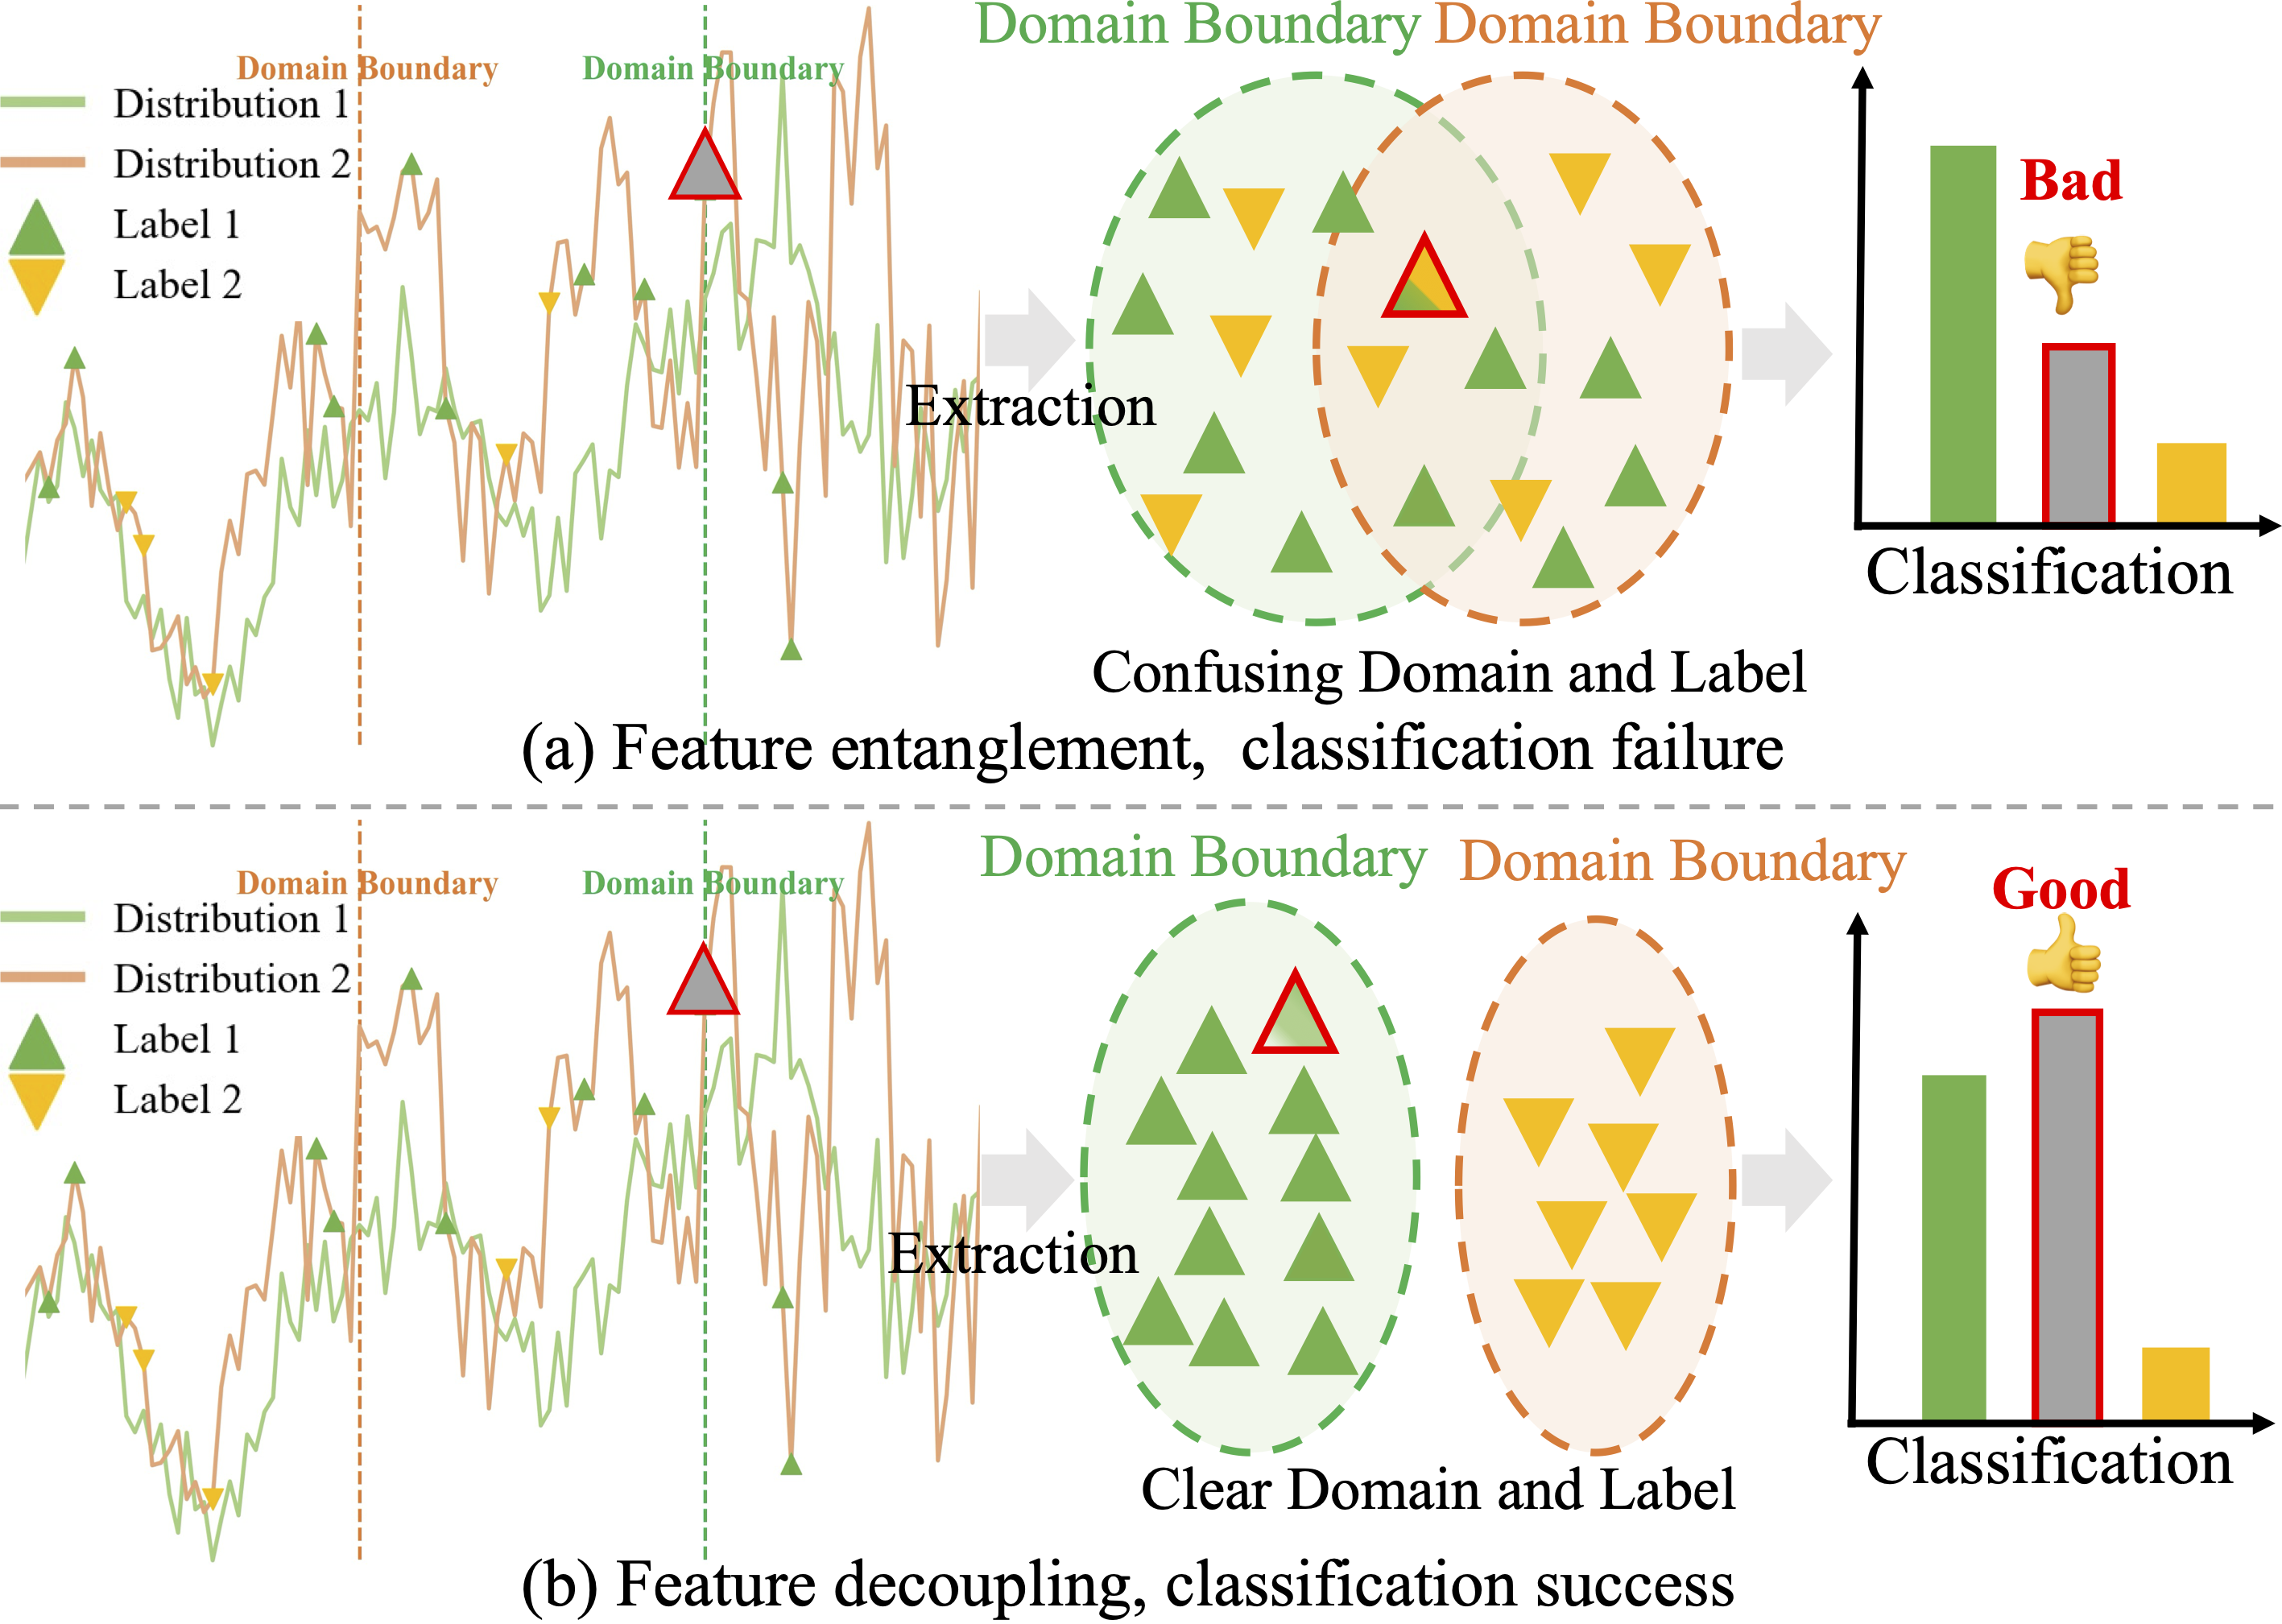 Domain Boundary Domain Boundary
Domain Boundary Domain Boundary
Distribution 1
Distribution 2
Label 1
Label 2
Bad
Extraction
Classification
Confusing Domain and Label
(a) Feature entanglement, classification failure
Domain Boundary Domain Boundary
Domain Boundary Domain Boundary
Good
Distribution 1
Distribution 2
Label 1
Label 2
Extraction
Classification
Clear Domain and Label
(b) Feature decoupling, classification success